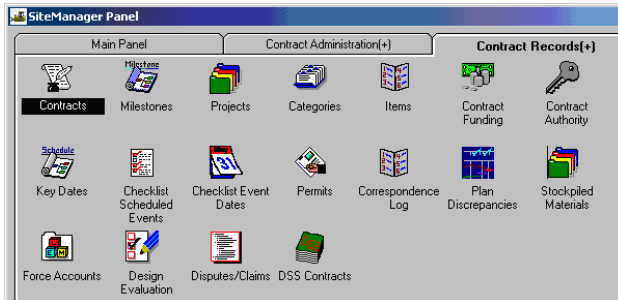 SiteManager Panel
Main Panel
Contract Administration(+)
Contract Records(+)
Milestone
Contracts
Milestones
Projects
Categories
Items
Contract
Funding
Contract
Authority
Schedule
31
Key Dates
Checklist
Scheduled
Events
Checklist Event
Dates
Permits
Correspondence
Log
Plan
Discrepancies
Stockpiled
Materials
Force Accounts
Design
Evaluation
Disputes/Claims
DSS Contracts